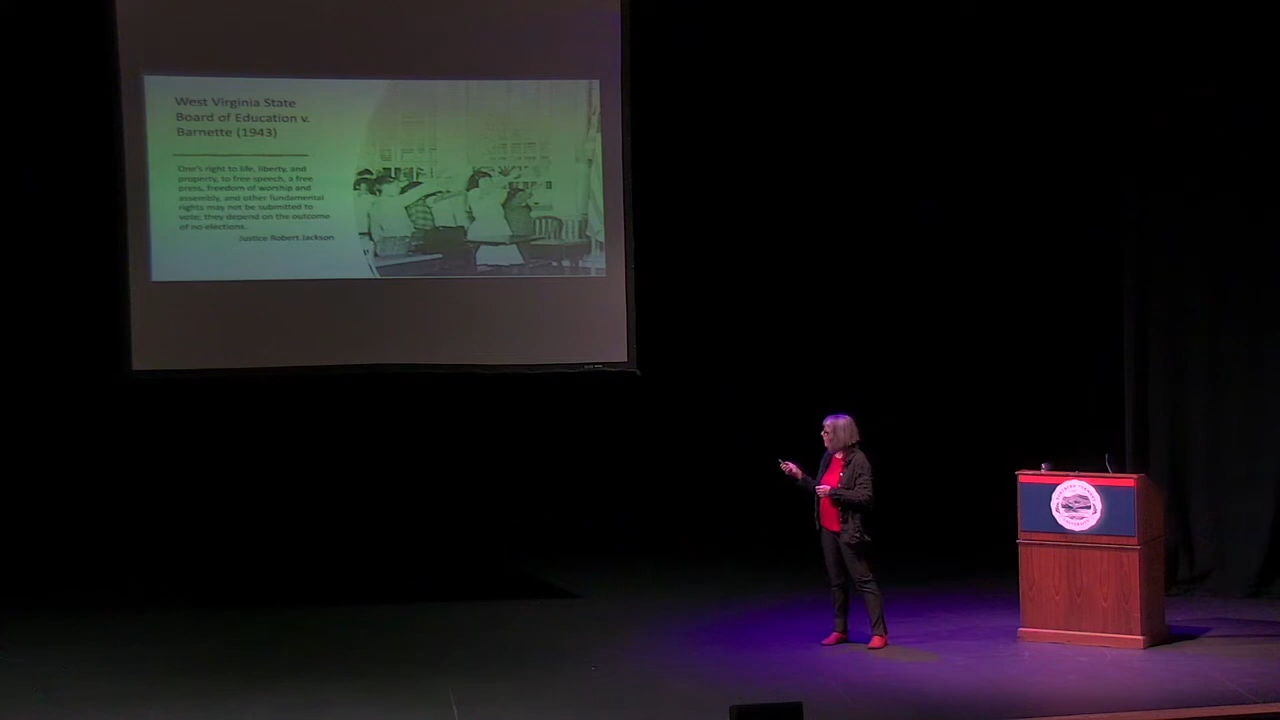 West Virginia State
Board of Education v.
Barnette (1943)
One's right to life, liberty, and
property, to free speech, a free
press, freedom of worship and
assembly, and other fundamental
rights may not be submitted to
vote; they depend on the outcome
of no elections.
Justice Robert Jackson
UNIVERSITY